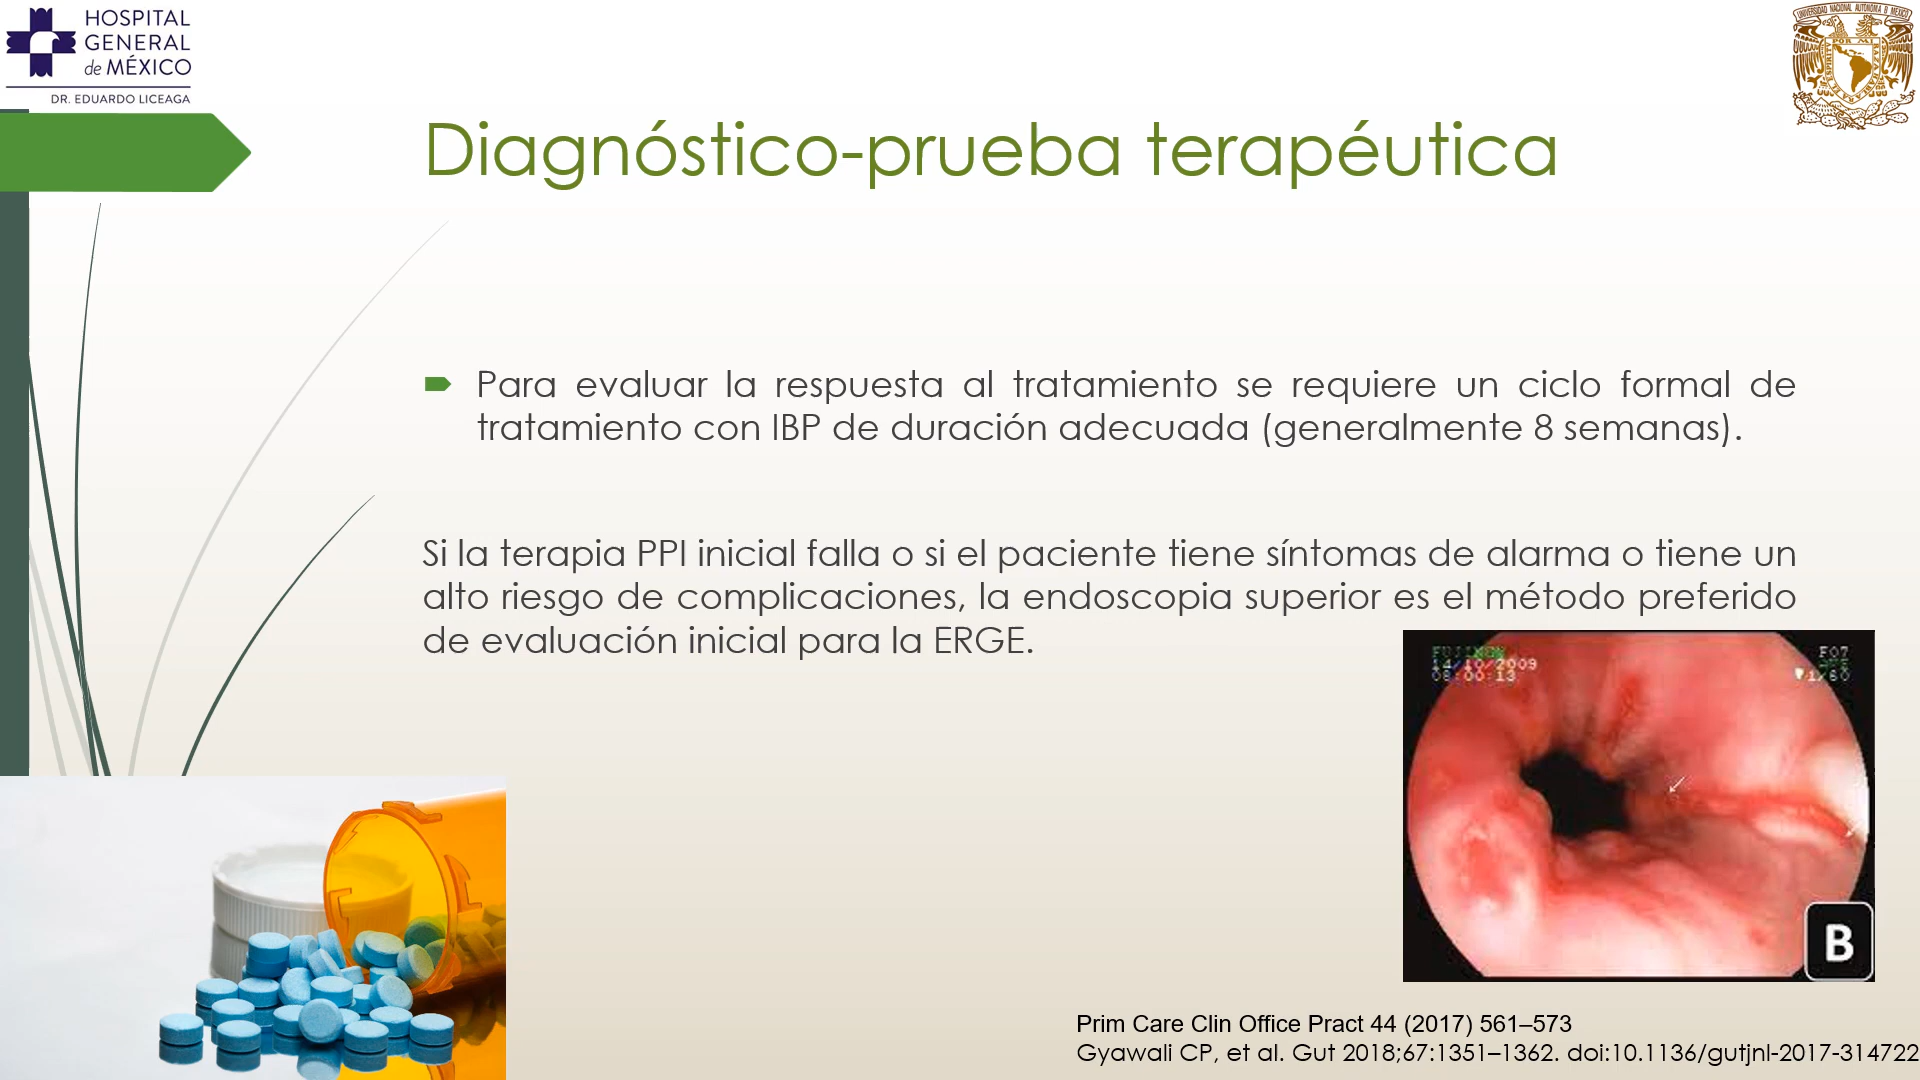 HOSPITAL
GENERAL
de MÉXICO
DR. EDUARDO LICEAGA
Diagnóstico-prueba terapéutica
Para evaluar la respuesta al tratamiento se requiere un ciclo formal de
tratamiento con IBP de duración adecuada (generalmente 8 semanas).
Si la terapia PPI inicial falla o si el paciente tiene síntomas de alarma o tiene un
alto riesgo de complicaciones, la endoscopia superior es el método preferido
de evaluación inicial para la ERGE.
14/10/2009
08:00:13
F07
1/60
B
Prim Care Clin Office Pract 44 (2017) 561–573
Gyawali CP, et al. Gut 2018;67:1351–1362. doi:10.1136/gutjnl-2017-314722